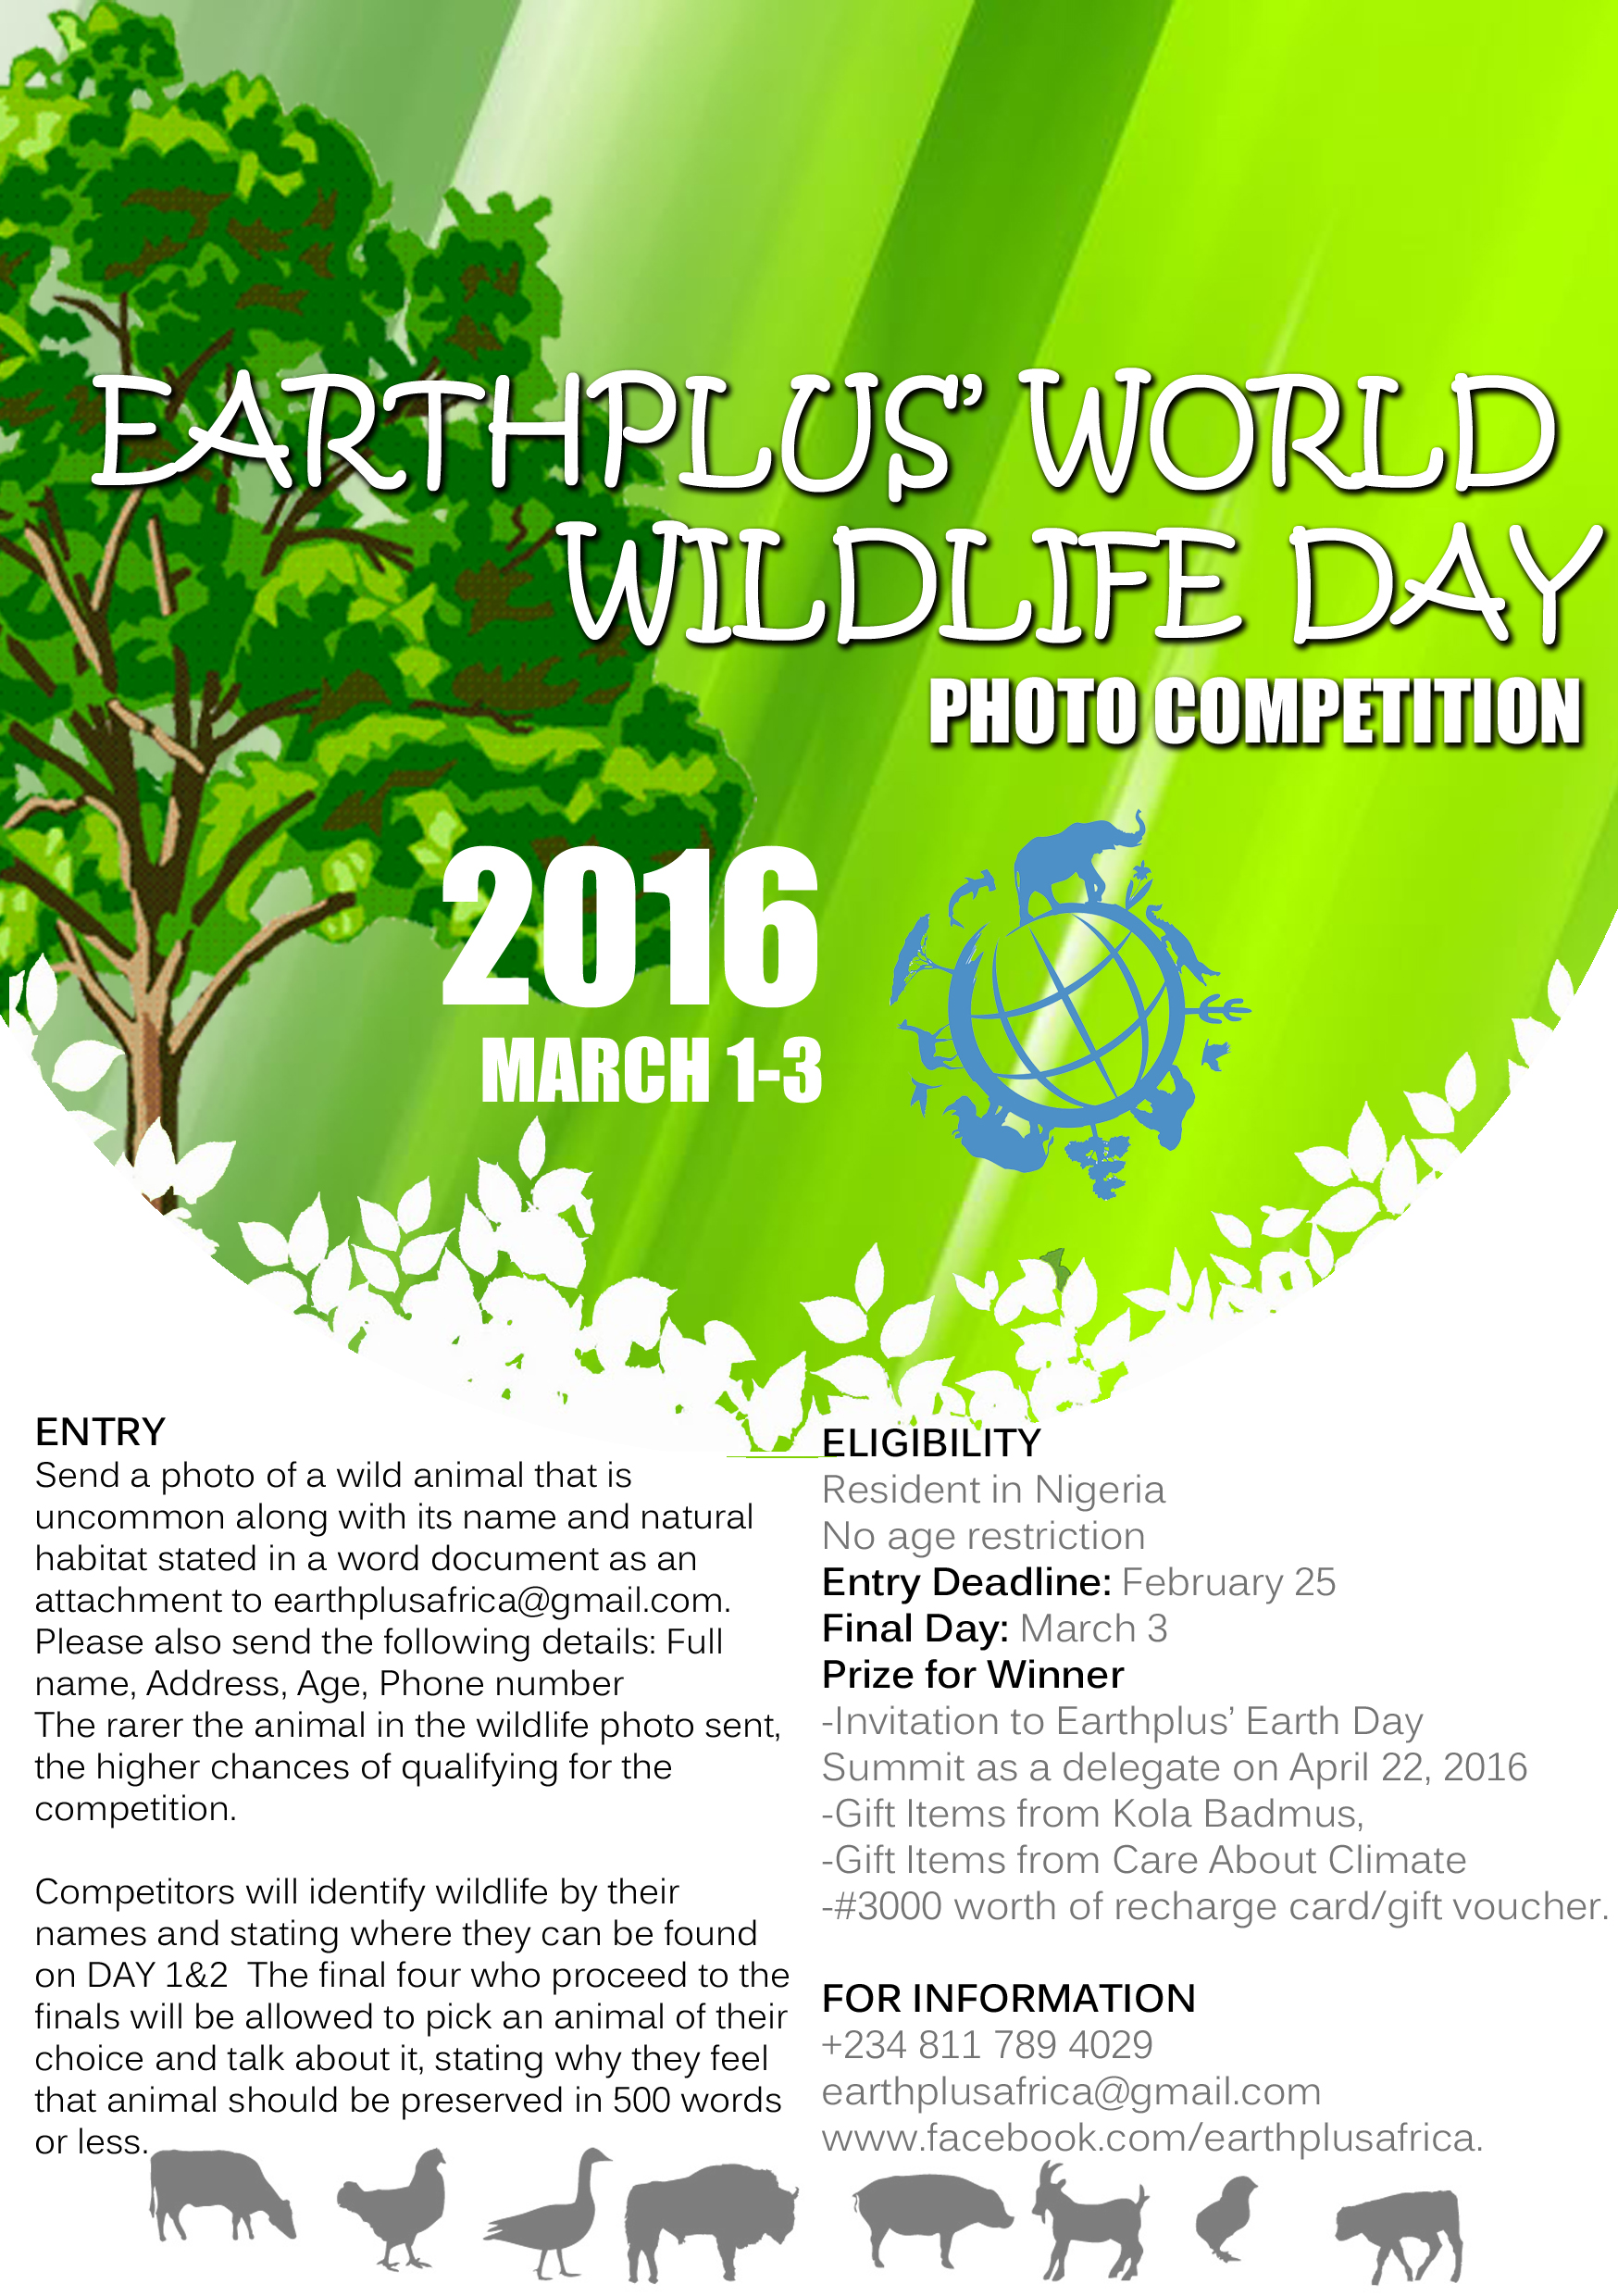 EARTHPLUS' WORLD
WILDLIFE DAY
PHOTO COMPETITION
2016
MARCH 1-3
ENTRY
Send a photo of a wild animal that is
uncommon along with its name and natural
habitat stated in a word document as an
attachment to earthplusafrica@gmail.com.
Please also send the following details: Full
name, Address, Age, Phone number
The rarer the animal in the wildlife photo sent,
the higher chances of qualifying for the
competition.
Competitors will identify wildlife by their
names and stating where they can be found
on DAY 1&2  The final four who proceed to the
finals will be allowed to pick an animal of their
choice and talk about it, stating why they feel
that animal should be preserved in 500 words
or less.
ELIGIBILITY
Resident in Nigeria
No age restriction
Entry Deadline: February 25
Final Day: March 3
Prize for Winner
-Invitation to Earthplus’ Earth Day
Summit as a delegate on April 22, 2016
-Gift Items from Kola Badmus,
-Gift Items from Care About Climate
-#3000 worth of recharge card/gift voucher.
FOR INFORMATION
+234 811 789 4029
earthplusafrica@gmail.com
www.facebook.com/earthplusafrica.